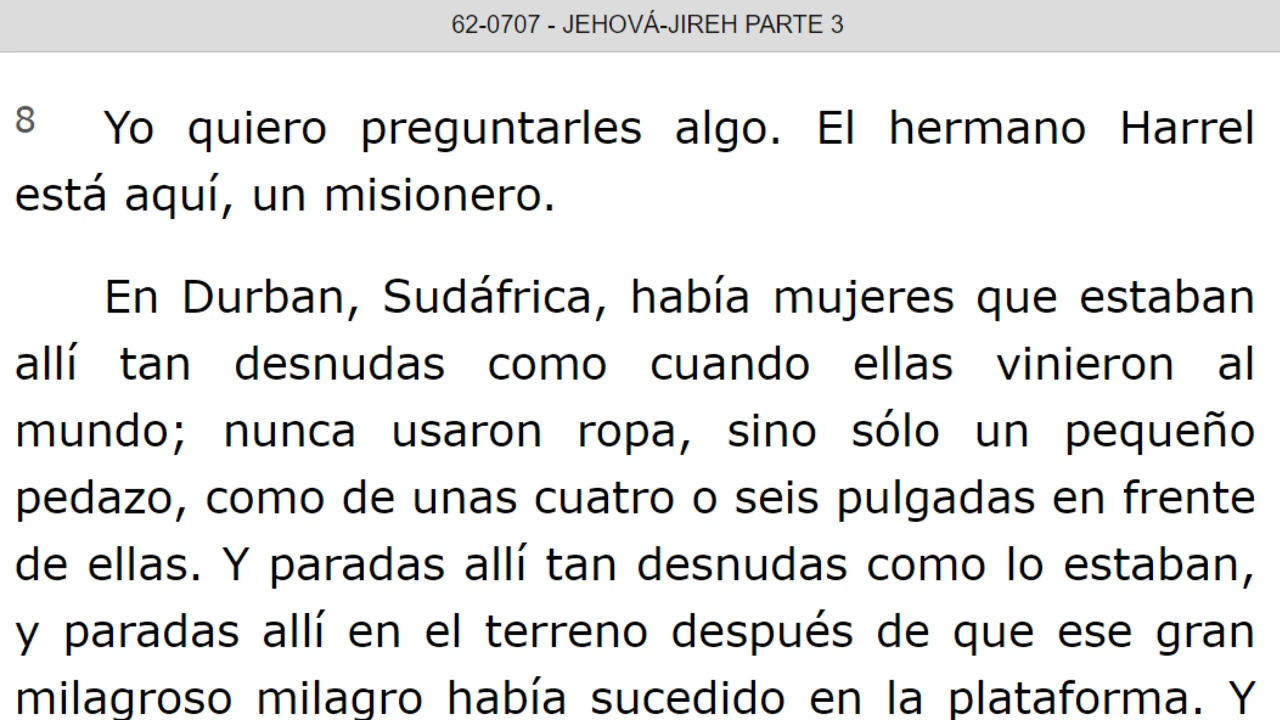 62-0707 - JEHOVÁ-JIREH PARTE 3
8 Yo quiero preguntarles algo. El hermano Harrel
está aquí, un misionero.
En Durban, Sudáfrica, había mujeres que estaban
allí tan desnudas como cuando ellas vinieron al
mundo; nunca usaron ropa, sino sólo un pequeño
pedazo, como de unas cuatro o seis pulgadas en frente
de ellas. Y paradas allí tan desnudas como lo estaban,
y paradas allí en el terreno después de que ese gran
milagroso milagro había sucedido en la plataforma. Y